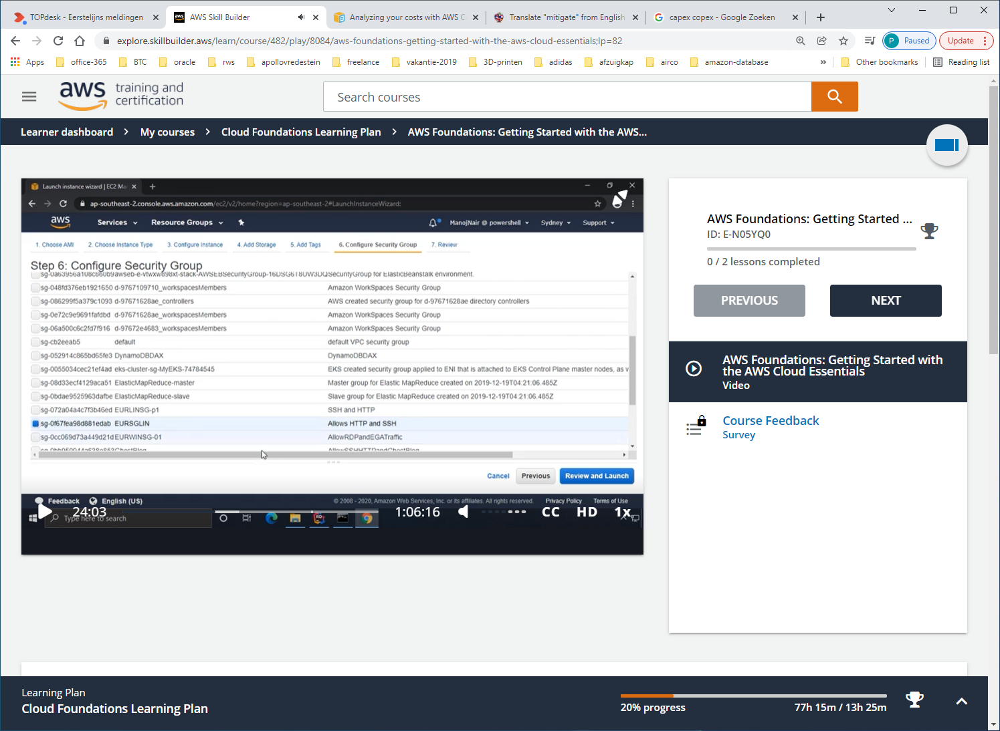 TOPdesk - Eerstelijns meldingen
AWS Skill Builder
Analyzing your costs with AWS C
Translate "mitigate" from English
capex copex - Google Zoeken
explore.skillbuilder.aws/learn/course/482/play/8084/aws-foundations-getting-started-with-the-aws-cloud-essentials;lp=82
P Paused
Update
Apps
office-365
BTC
oracle
rws
apollovredestein
freelance
vakantie-2019
3D-printen
adidas
afzuigkap
airco
amazon-database
»
Other bookmarks
Reading list
aws training and
certification
Search courses
Learner dashboard > My courses > Cloud Foundations Learning Plan > AWS Foundations: Getting Started with the AWS...
Launch instance wizard | EC2 Ma
ap-southeast-2.console.aws.amazon.com/ec2/v2/home?region=ap-southeast-2#LaunchInstanceWizard:
aws Services Resource Groups ManojNair @ powershell Sydney Support
1. Choose AMI 2. Choose Instance Type 3. Configure Instance 4. Add Storage 5. Add Tags 6. Configure Security Group 7. Review
Step 6: Configure Security Group
SecurityGroup for ElasticBeanstalk environment.
sg-048fd376eb1921650 d-9767109710_workspacesMembers Amazon WorkSpaces Security Group
sg-086299f5a379c1093 d-97671628ae_controllers AWS created security group for d-97671628ae directory controllers
sg-0e72c9e9691fafdbd d-97671628ae_workspacesMembers Amazon WorkSpaces Security Group
sg-06a500c6c2fd7f916 d-97672e4683_workspacesMembers Amazon WorkSpaces Security Group
sg-cb2eeab5 default default VPC security group
sg-052914c865bd65fe3 DynamoDBDAX DynamoDBDAX
sg-0055034cec21ef4ad eks-cluster-sg-MyEKS-74784545 EKS created security group applied to ENI that is attached to EKS Control Plane master nodes, as
sg-08d33ecf4129aca51 ElasticMapReduce-master Master group for Elastic MapReduce created on 2019-12-19T04:21:06.485Z
sg-0bdae9525963dafbe ElasticMapReduce-slave Slave group for Elastic MapReduce created on 2019-12-19T04:21:06.485Z
sg-072a04a4c7f3b46ed EURLINSG-p1 SSH and HTTP
sg-0f67fea98d881edab EURSGLIN Allows HTTP and SSH
sg-0cc069d73a449d21d EURWINSG-01 AllowRDPandEGATraffic
Cancel Previous Review and Launch
Feedback English (US) © 2008 - 2020, Amazon Web Services, Inc. or its affiliates. All rights reserved. Privacy Policy Terms of Use
24:03 1:06:16 CC HD 1x
Type here to search
AWS Foundations: Getting Started ...
ID: E-N05YQ0
0 / 2 lessons completed
PREVIOUS
NEXT
AWS Foundations: Getting Started with
the AWS Cloud Essentials
Video
Course Feedback
Survey
Learning Plan
Cloud Foundations Learning Plan
20% progress
77h 15m / 13h 25m